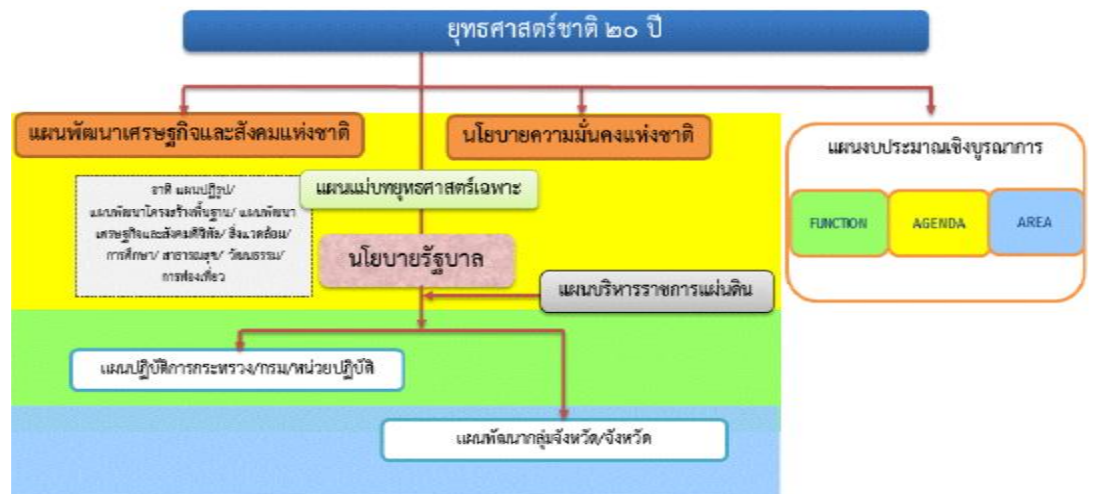 ยุทธศาสตร์ชาติ ๒๐ ปี
แผนพัฒนาเศรษฐกิจและสังคมแห่งชาติ
นโยบายความมั่นคงแห่งชาติ
แผนงบประมาณเชิงบูรณาการ
FUNCTION
AGENDA
AREA
แผนแม่บทยุทธศาสตร์เฉพาะ
อาทิ แผนปฏิรูป/
แผนพัฒนาโครงสร้างพื้นฐาน/ แผนพัฒนา
เศรษฐกิจและสังคมดิจิทัล/ สิ่งแวดล้อม/
การศึกษา/ สาธารณสุข/ วัฒนธรรม/
การท่องเที่ยว
นโยบายรัฐบาล
แผนบริหารราชการแผ่นดิน
แผนปฏิบัติการกระทรวง/กรม/หน่วยปฏิบัติ
แผนพัฒนากลุ่มจังหวัด/จังหวัด